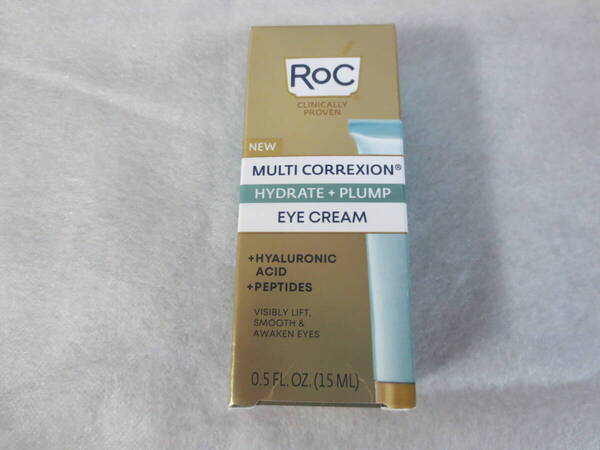 RoC
CLINICALLY
PROVEN
NEW
MULTI CORREXION®
HYDRATE + PLUMP
EYE CREAM
+HYALURONIC
ACID
+PEPTIDES
VISIBLY LIFT,
SMOOTH &
AWAKEN EYES
0.5 FL. OZ. (15 ML)